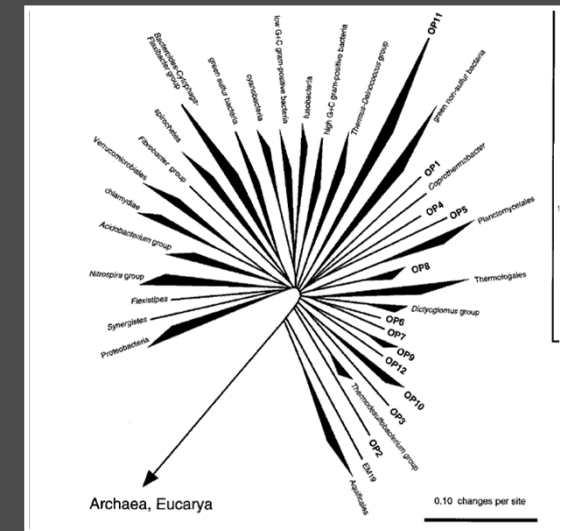 Proteobacteria
Synergistes
Flexistipes
Nitrospira group
Acidobacterium group
chlamydiae
Verrucomicrobiales
Fibrobacter group
spirochetes
Bacteroides-Cytophaga-
Flexibacter group
green sulfur bacteria
cyanobacteria
low G+C gram-positive bacteria
fusobacteria
high G+C gram-positive bacteria
Thermus-Deinococcus group
OP11
green non-sulfur bacteria
OP1
Coprothermobacter
OP4
OP5
Planctomycetales
OP8
Thermotogales
Dictyoglomus group
OP6
OP7
OP9
OP12
OP10
OP3
Thermodesulfobacterium group
OP2
EM19
Aquificales
Archaea, Eucarya
0.10 changes per site